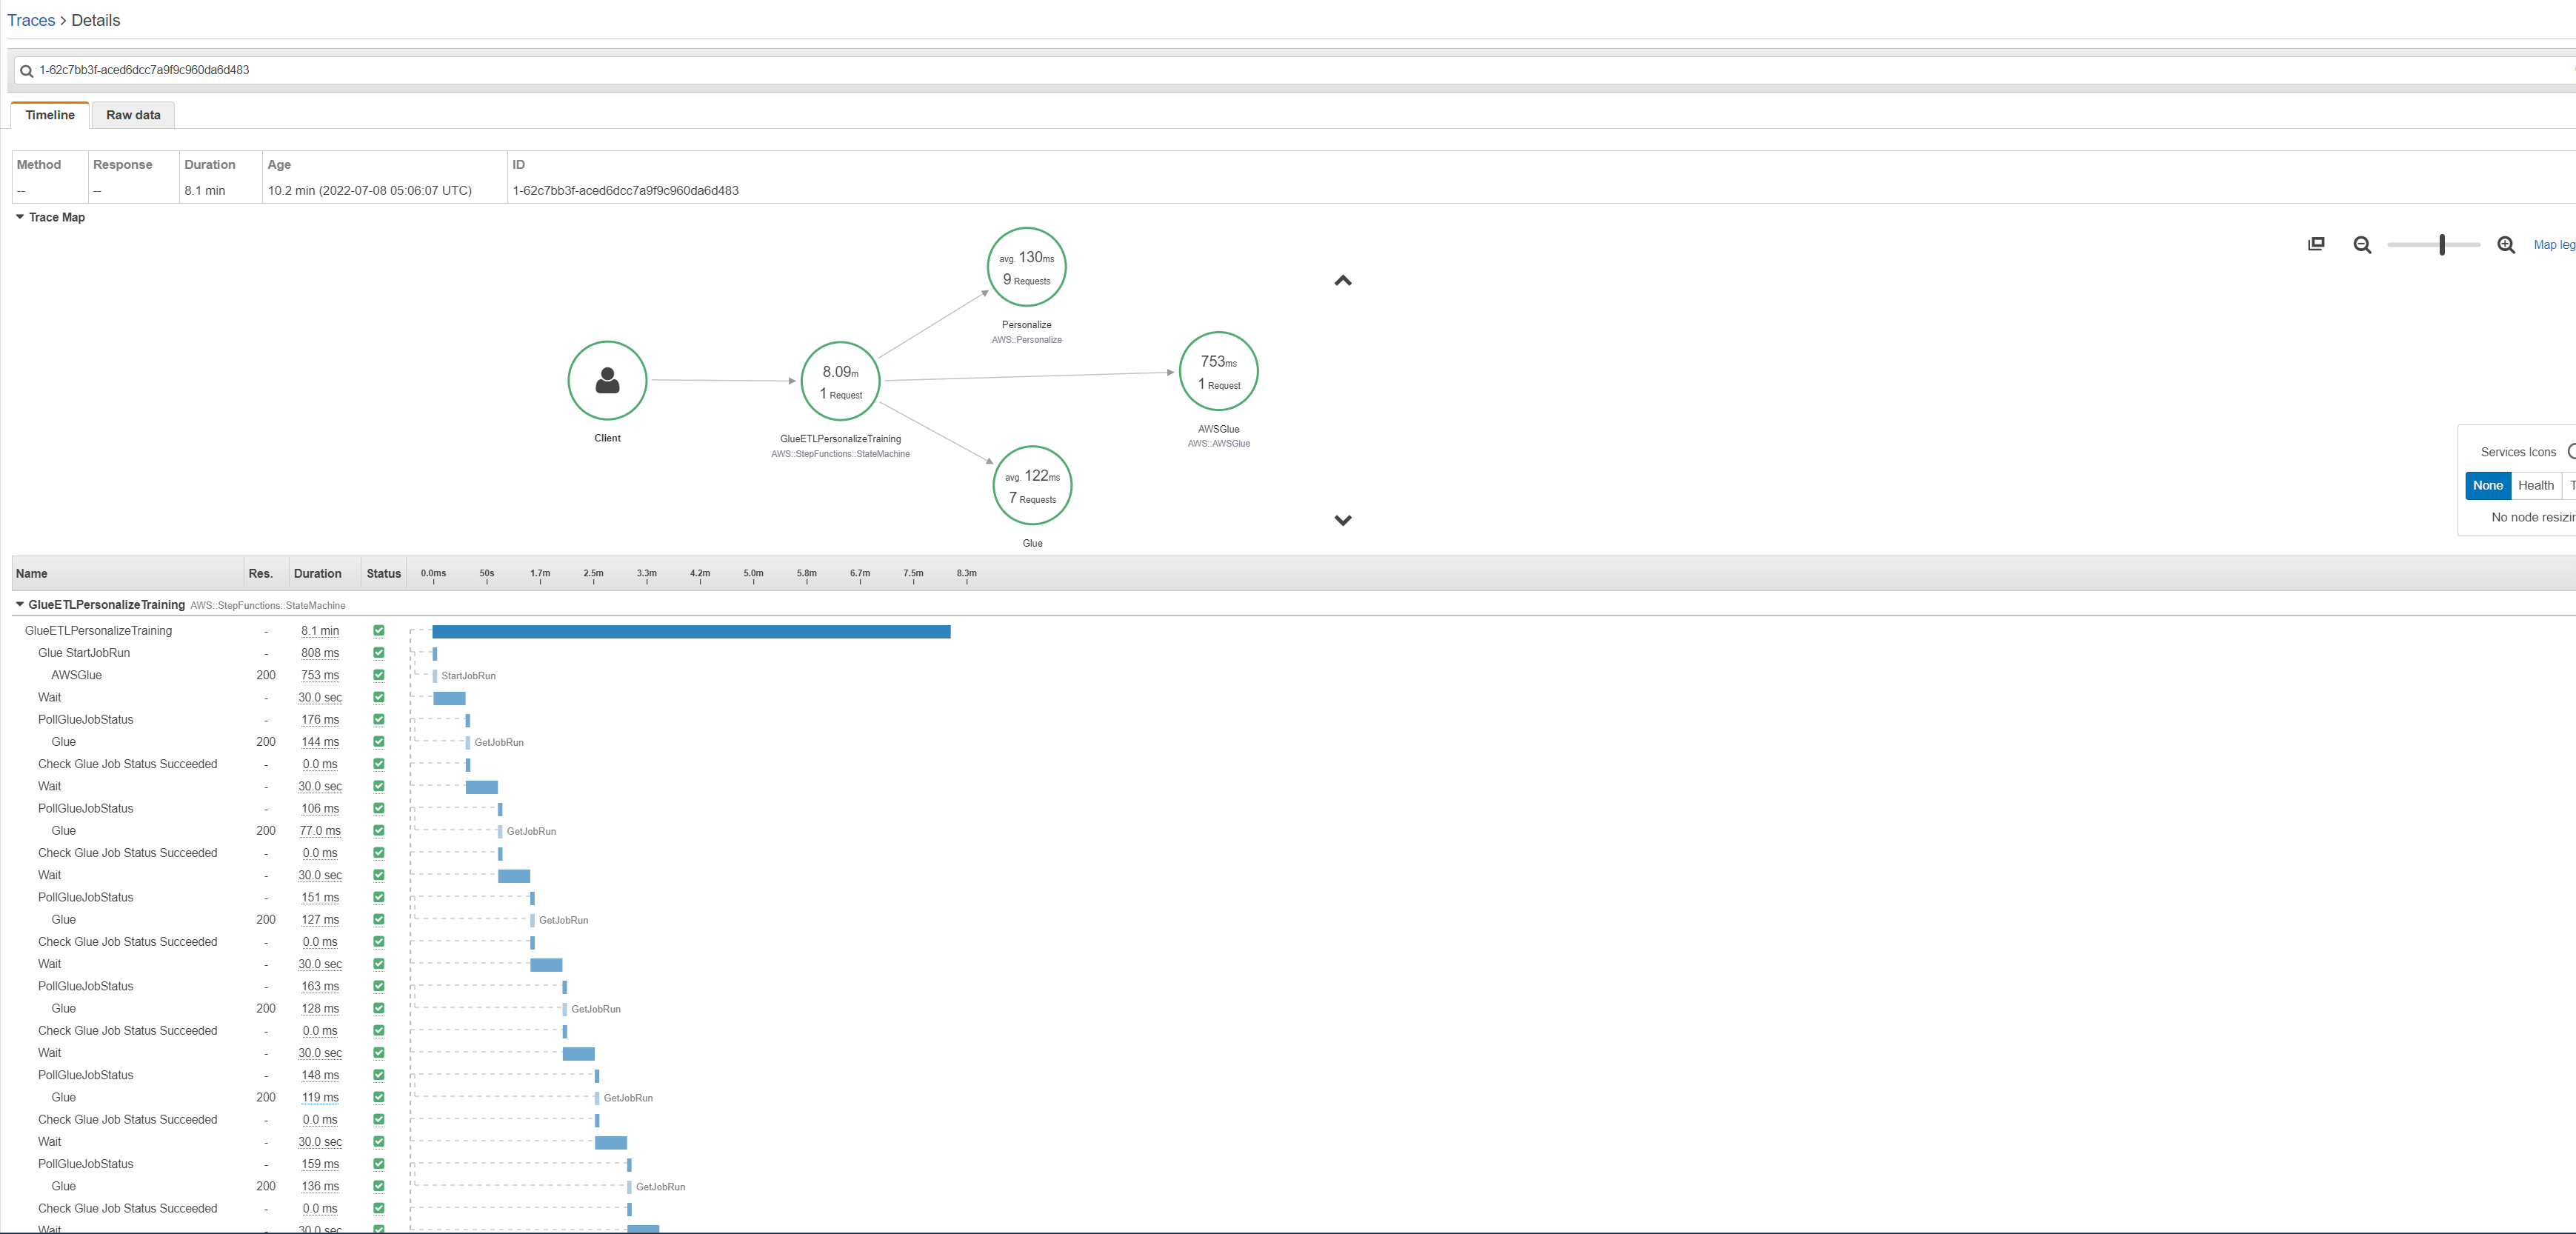 Traces > Details
1-62c7bb3f-aced6dcc7a9f9c960da6d483
Timeline Raw data
Method Response Duration Age ID
-- -- 8.1 min 10.2 min (2022-07-08 05:06:07 UTC) 1-62c7bb3f-aced6dcc7a9f9c960da6d483
Trace Map
Map leg
avg. 130ms
9 Requests
Personalize
AWS::Personalize
Client
8.09m
1 Request
GlueETLPersonalizeTraining
AWS::StepFunctions::StateMachine
753ms
1 Request
AWSGlue
AWS::AWSGlue
avg. 122ms
7 Requests
Glue
Services Icons
None Health T
No node resizin
Name Res. Duration Status 0.0ms 50s 1.7m 2.5m 3.3m 4.2m 5.0m 5.8m 6.7m 7.5m 8.3m
GlueETLPersonalizeTraining AWS::StepFunctions::StateMachine
GlueETLPersonalizeTraining - 8.1 min
Glue StartJobRun - 808 ms
AWSGlue 200 753 ms StartJobRun
Wait - 30.0 sec
PollGlueJobStatus - 176 ms
Glue 200 144 ms GetJobRun
Check Glue Job Status Succeeded - 0.0 ms
Wait - 30.0 sec
PollGlueJobStatus - 106 ms
Glue 200 77.0 ms GetJobRun
Check Glue Job Status Succeeded - 0.0 ms
Wait - 30.0 sec
PollGlueJobStatus - 151 ms
Glue 200 127 ms GetJobRun
Check Glue Job Status Succeeded - 0.0 ms
Wait - 30.0 sec
PollGlueJobStatus - 163 ms
Glue 200 128 ms GetJobRun
Check Glue Job Status Succeeded - 0.0 ms
Wait - 30.0 sec
PollGlueJobStatus - 148 ms
Glue 200 119 ms GetJobRun
Check Glue Job Status Succeeded - 0.0 ms
Wait - 30.0 sec
PollGlueJobStatus - 159 ms
Glue 200 136 ms GetJobRun
Check Glue Job Status Succeeded - 0.0 ms
Wait - 30.0 sec